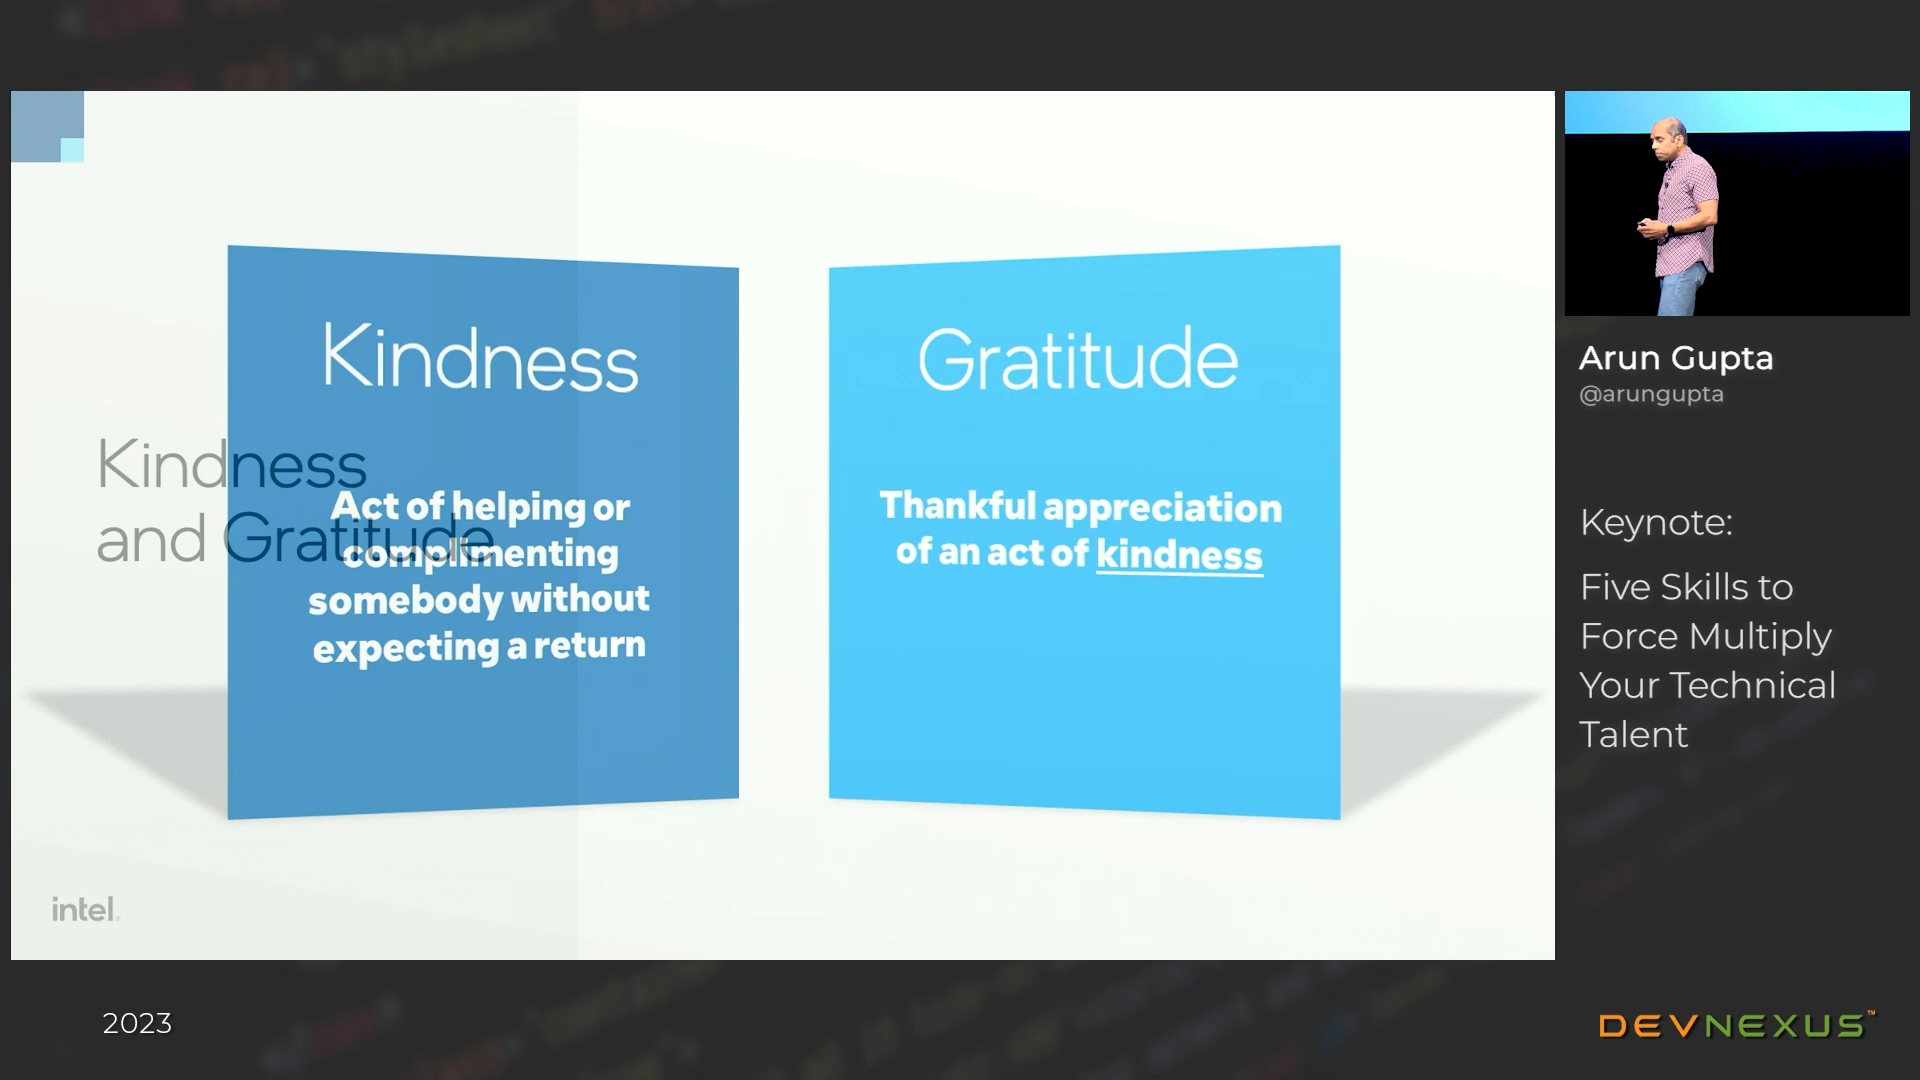 Kindness
Act of helping or
complimenting
somebody without
expecting a return
Gratitude
Thankful appreciation
of an act of kindness
Kindness
and Gratitude
intel.
Arun Gupta
@arungupta
Keynote:
Five Skills to
Force Multiply
Your Technical
Talent
2023
DEVNEXUS™